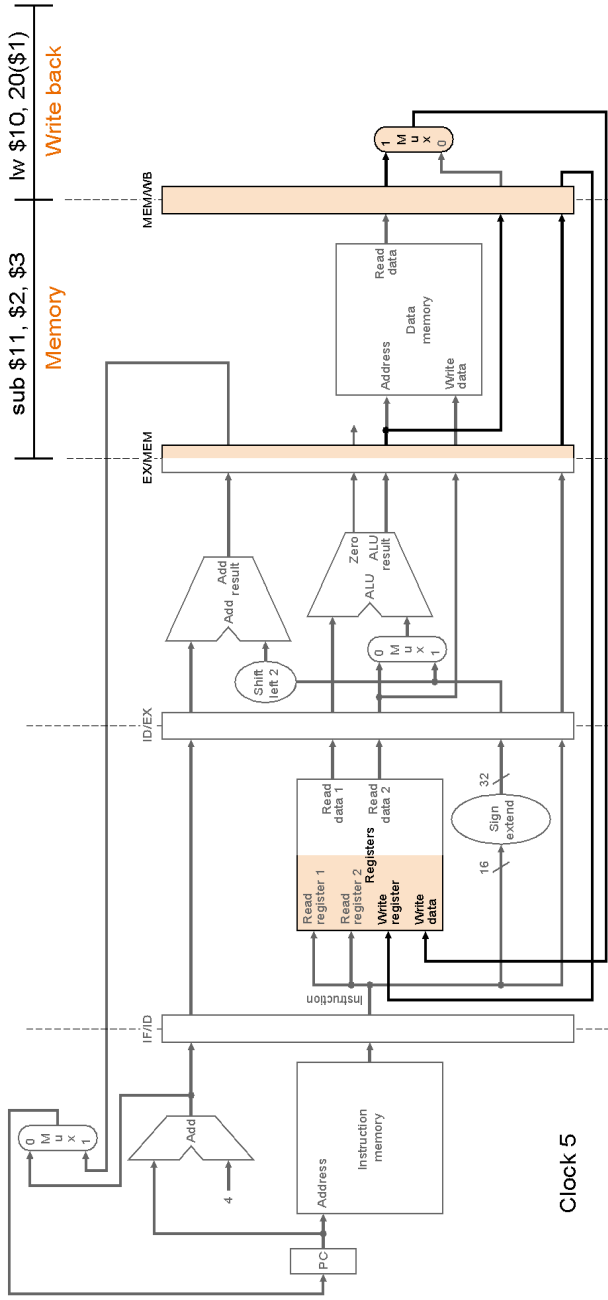 sub $11, $2, $3
lw $10, 20($1)
Memory
Write back
IF/ID
ID/EX
EX/MEM
MEM/WB
0
M
u
x
1
Add
4
PC
Address
Instruction
memory
Instruction
Read
register 1
Read
register 2
Registers
Write
register
Write
data
Read
data 1
Read
data 2
16
Sign
extend
32
Shift
left 2
Add
Add
result
0
M
u
x
1
Zero
ALU
ALU
result
Address
Write
data
Data
memory
Read
data
1
M
u
x
0
Clock 5